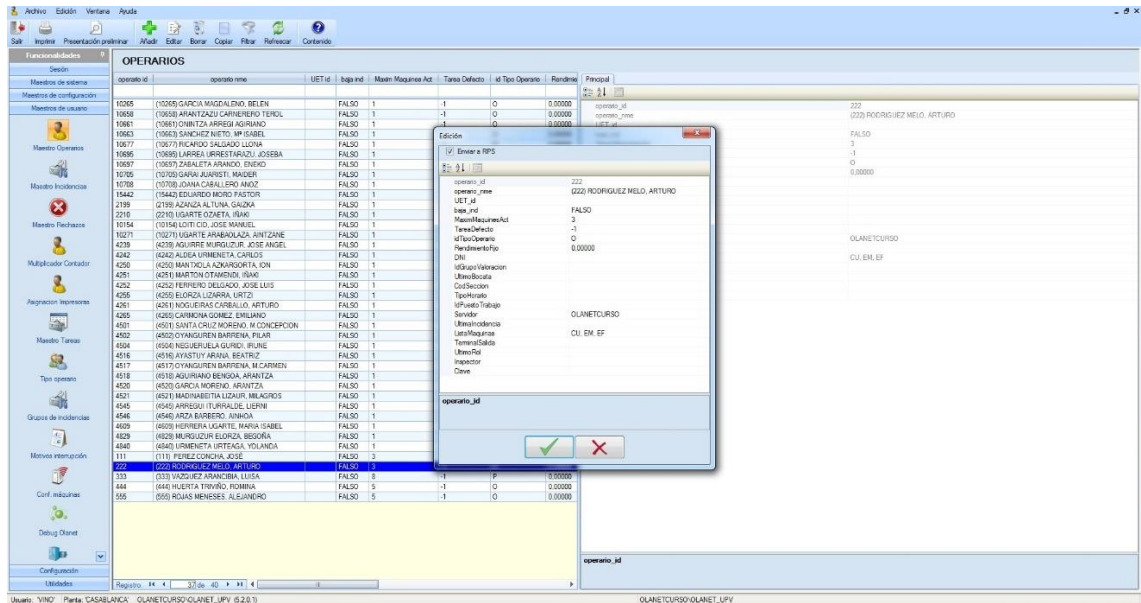 Archivo Edición Ventana Ayuda
Salir Imprimir Presentación preliminar Añadir Editar Borrar Copiar Filtrar Refrescar Contenido
Funcionalidades
Sesión
Maestros de sistema
Maestros de configuración
Maestros de usuario
Maestro Operarios
Maestro Incidencias
Maestro Rechazos
Multiplicador Contador
Asignacion Impresoras
Maestro Tareas
Tipo operario
Grupos de incidencias
Motivos interrupción
Conf. máquinas
Debug Olanet
Configuración
Utilidades
OPERARIOS
operario id operario nme UET id baja ind Maxim Maquines Act Tarea Defecto id Tipo Operario Rendimie
10265 (10265) GARCIA MAGDALENO, BELEN FALSO 1 -1 O 0,00000
10658 (10658) ARANTZAZU CARNERERO TEROL FALSO 1 -1 O 0,00000
10661 (10661) ONINTZA ARREGI AGIRIANO FALSO 1 -1 O 0,00000
10663 (10663) SANCHEZ NIETO, Mª ISABEL FALSO 1
10677 (10677) RICARDO SALGADO LLONA FALSO 1
10695 (10695) LARREA URRESTARAZU, JOSEBA FALSO 1
10697 (10697) ZABALETA ARANDO, ENEKO FALSO 1
10705 (10705) GARAI JUARISTI, MAIDER FALSO 1
10708 (10708) JOANA CABALLERO ANOZ FALSO 1
15442 (15442) EDUARDO MORO PASTOR FALSO 1
2199 (2199) AZANZA ALTUNA, GAIZKA FALSO 1
2210 (2210) UGARTE OZAETA, IÑAKI FALSO 1
10154 (10154) LOITI CID, JOSE MANUEL FALSO 1
10271 (10271) UGARTE ARABAOLAZA, AINTZANE FALSO 1
4239 (4239) AGUIRRE MURGUZUR, JOSE ANGEL FALSO 1
4242 (4242) ALDEA URMENETA, CARLOS FALSO 1
4250 (4250) MANTXOLA AZKARGORTA, ION FALSO 1
4251 (4251) MARTON OTAMENDI, IÑAKI FALSO 1
4252 (4252) FERRERO DELGADO, JOSE LUIS FALSO 1
4255 (4255) ELORZA LIZARRA, URTZI FALSO 1
4261 (4261) NOGUEIRAS CARBALLO, ARTURO FALSO 1
4265 (4265) CARMONA GOMEZ, EMILIANO FALSO 1
4501 (4501) SANTA CRUZ MORENO, M.CONCEPCION FALSO 1
4502 (4502) OYANGUREN BARRENA, PILAR FALSO 1
4504 (4504) NEGUERUELA GURIDI, IRUNE FALSO 1
4516 (4516) AYASTUY ARANA, BEATRIZ FALSO 1
4517 (4517) OYANGUREN BARRENA, M.CARMEN FALSO 1
4518 (4518) AGUIRIANO BENGOA, ARANTZA FALSO 1
4520 (4520) GARCIA MORENO, ARANTZA FALSO 1
4521 (4521) MADINABEITIA LIZAUR, MILAGROS FALSO 1
4545 (4545) ARREGUI ITURRALDE, LIERNI FALSO 1
4546 (4546) ARZA BARBERO, AINHOA FALSO 1
4609 (4609) HERRERA UGARTE, MARIA ISABEL FALSO 1
4829 (4829) MURGUZUR ELORZA, BEGOÑA FALSO 1
4840 (4840) URMENETA URTEAGA, YOLANDA FALSO 1
111 (111) PEREZ CONCHA, JOSÉ FALSO 3
222 (222) RODRIGUEZ MELO, ARTURO FALSO 3
333 (333) VAZQUEZ ARANCIBIA, LUISA FALSO 8 -1 P 0,00000
444 (444) HUERTA TRIVIÑO, ROMINA FALSO 5 -1 O 0,00000
555 (555) ROJAS MENESES, ALEJANDRO FALSO 5 -1 O 0,00000
Registro: 37 de 40
Edición
Enviar a RPS
operario_id 222
operario_nme (222) RODRIGUEZ MELO, ARTURO
UET_id
baja_ind FALSO
MaximMaquinesAct 3
TareaDefecto -1
idTipoOperario O
RendimientoFijo 0,00000
DNI
IdGrupoValoracion
UltimoBocata
CodSeccion
TipoHorario
IdPuestoTrabajo
Servidor OLANETCURSO
UltimaIncidencia
ListaMaquinas CU, EM, EF
TerminalSalida
UltimoRol
Inspector
Clave
operario_id
Principal
operario_id 222
operario_nme (222) RODRIGUEZ MELO, ARTURO
UET_id
FALSO
3
-1
O
0,00000
OLANETCURSO
CU, EM, EF
operario_id
Usuario: 'VINO' Planta: 'CASABLANCA' OLANETCURSO\OLANET_UPV (5.2.0.1) OLANETCURSO\OLANET_UPV